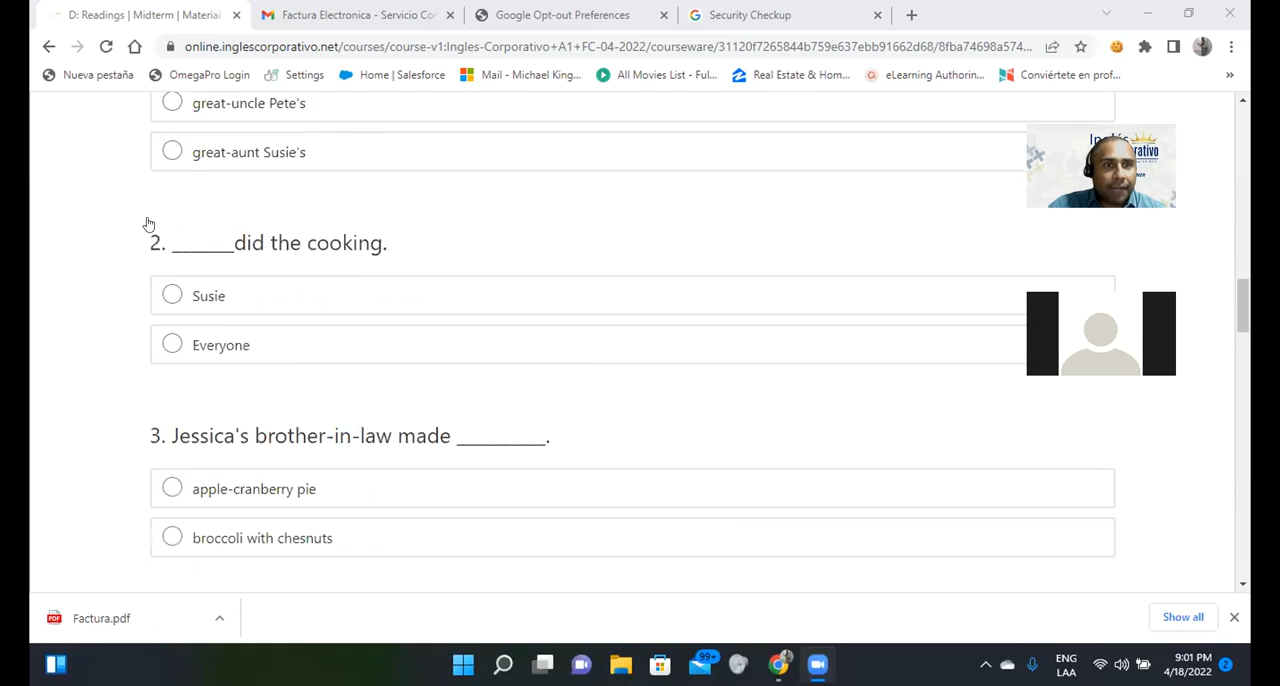 D: Readings | Midterm | Material
Factura Electronica - Servicio Co
Google Opt-out Preferences
Security Checkup
online.inglescorporativo.net/courses/course-v1:Ingles-Corporativo+A1+FC-04-2022/courseware/31120f7265844b759e637ebb91662d68/8fba74698a574...
Nueva pestaña
OmegaPro Login
Settings
Home | Salesforce
Mail - Michael King...
All Movies List - Ful...
Real Estate & Hom...
eLearning Authorin...
Conviértete en prof...
»
great-uncle Pete's
great-aunt Susie's
2. _______did the cooking.
Susie
Everyone
3. Jessica's brother-in-law made __________.
apple-cranberry pie
broccoli with chesnuts
Factura.pdf
Show all
99+
ENG
LAA
9:01 PM
4/18/2022
2